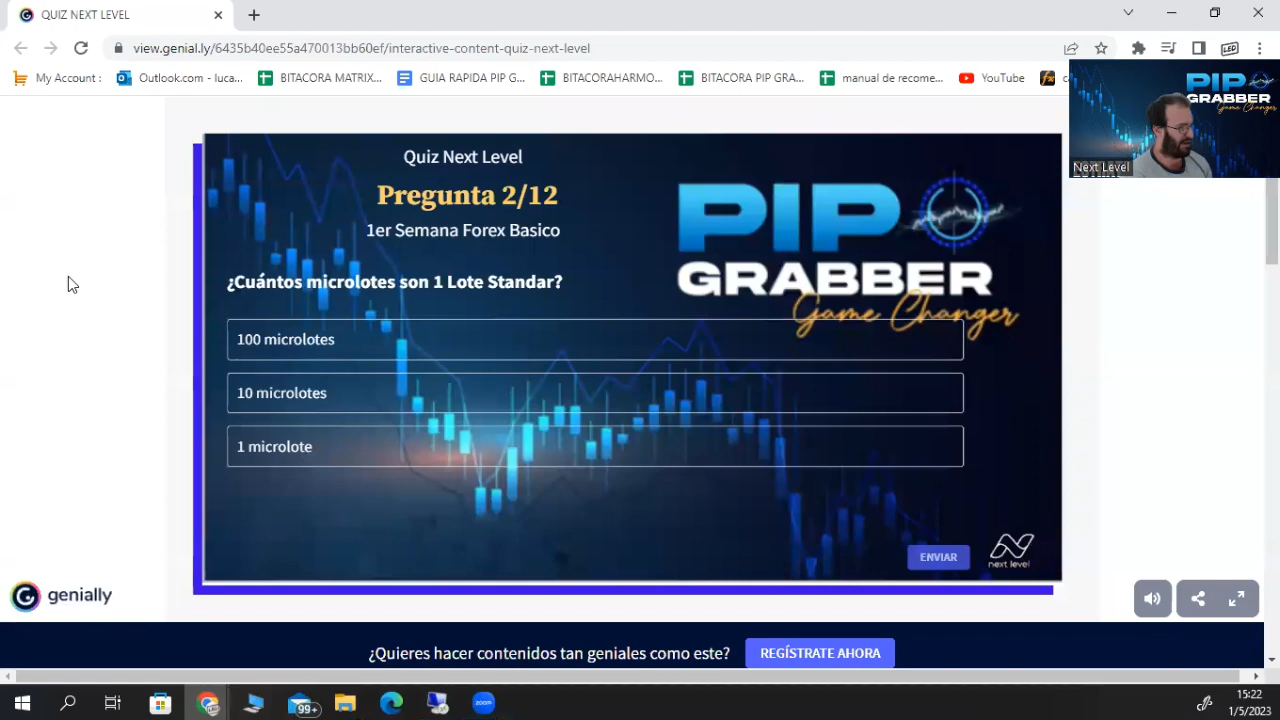 QUIZ NEXT LEVEL
view.genial.ly/6435b40ee55a470013bb60ef/interactive-content-quiz-next-level
My Account :
Outlook.com - luca...
BITACORA MATRIX...
GUIA RAPIDA PIP G...
BITACORAHARMO...
BITACORA PIP GRA...
manual de recome...
YouTube
PIP
GRABBER
Game Changer
Next Level
Quiz Next Level
Pregunta 2/12
1er Semana Forex Basico
¿Cuántos microlotes son 1 Lote Standar?
100 microlotes
10 microlotes
1 microlote
PIP
GRABBER
Game Changer
ENVIAR
next level
genially
¿Quieres hacer contenidos tan geniales como este?
REGÍSTRATE AHORA
99+
zoom
15:22
1/5/2023